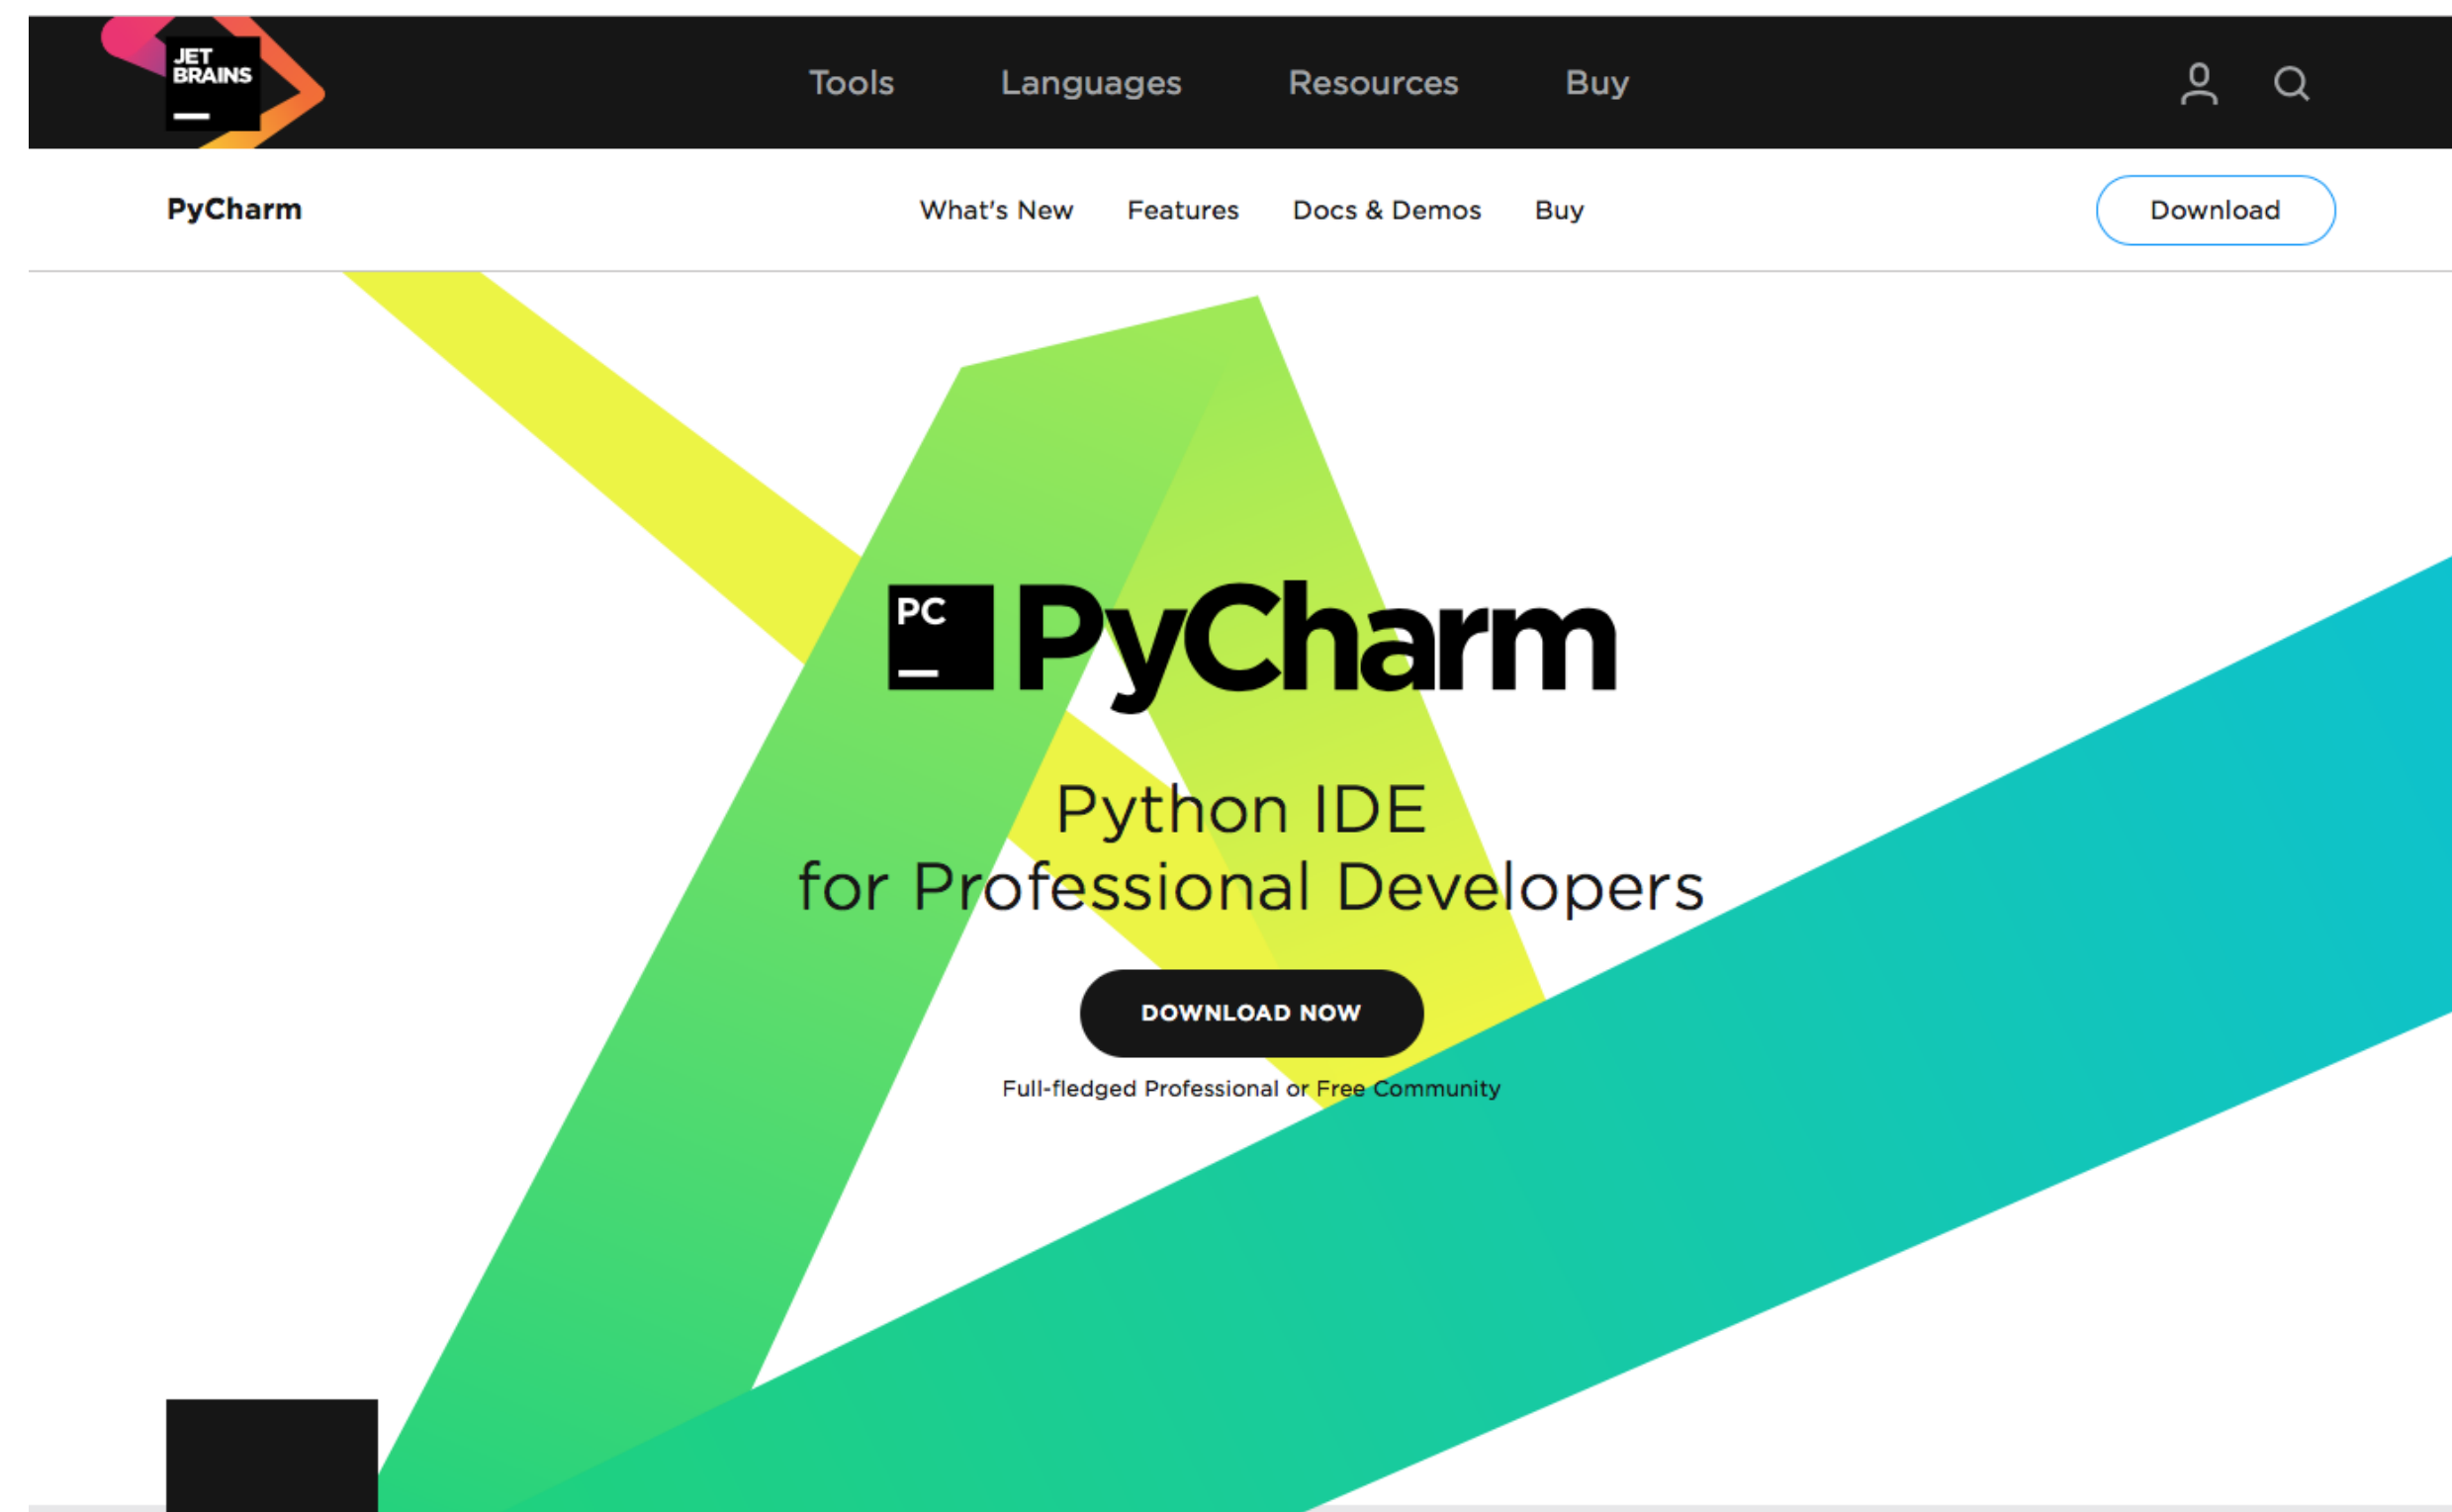 JET
BRAINS
Tools Languages Resources Buy
PyCharm What's New Features Docs & Demos Buy Download
PC PyCharm
Python IDE
for Professional Developers
DOWNLOAD NOW
Full-fledged Professional or Free Community